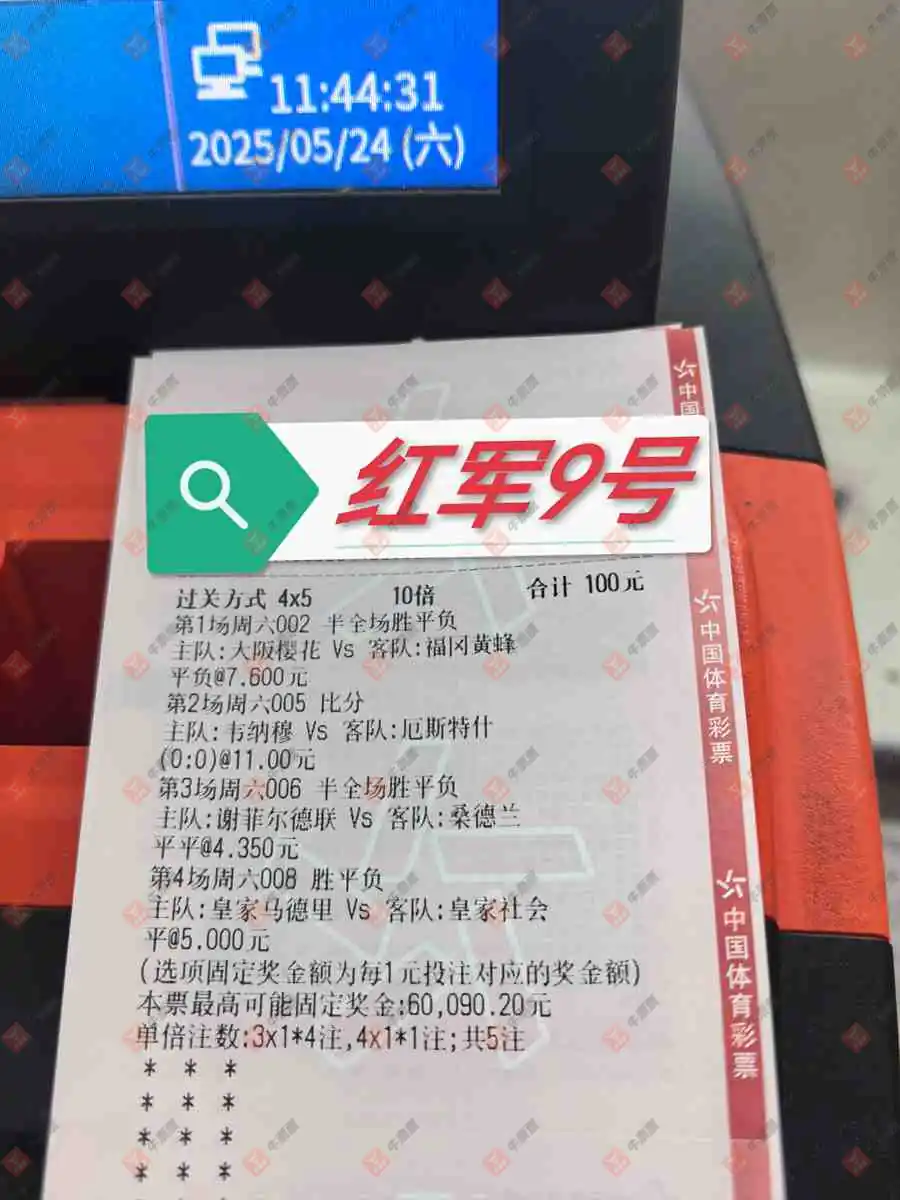 11:44:31
2025/05/24 (六)
红军9号
过关方式 4x5 10倍 合计 100元
第1场周六002 半全场胜平负
主队:大阪樱花 Vs 客队:福冈黄蜂
平负@7.600元
第2场周六005 比分
主队:韦纳穆 Vs 客队:厄斯特什
(0:0)@11.00元
第3场周六006 半全场胜平负
主队:谢菲尔德联 Vs 客队:桑德兰
平平@4.350元
第4场周六008 胜平负
主队:皇家马德里 Vs 客队:皇家社会
平@5.000元
(选项固定奖金额为每1元投注对应的奖金额)
本票最高可能固定奖金:60,090.20元
单倍注数:3x1*4注,4x1*1注;共5注
* * *
* * *
* * *
* * *
中国
中国体育彩票
中国体育彩票